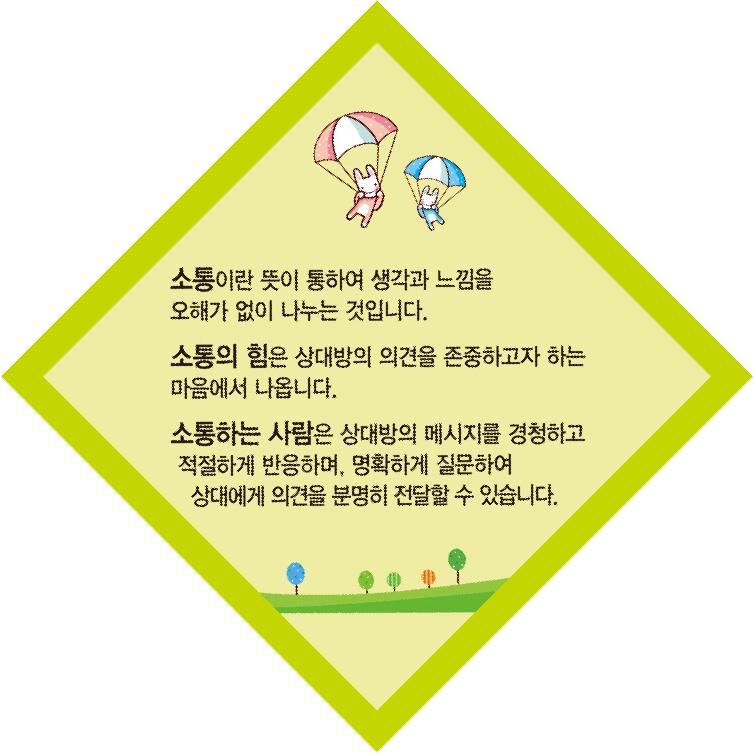 소통이란 뜻이 통하여 생각과 느낌을
오해가 없이 나누는 것입니다.
소통의 힘은 상대방의 의견을 존중하고자 하는
마음에서 나옵니다.
소통하는 사람은 상대방의 메시지를 경청하고
적절하게 반응하며, 명확하게 질문하여
상대에게 의견을 분명히 전달할 수 있습니다.